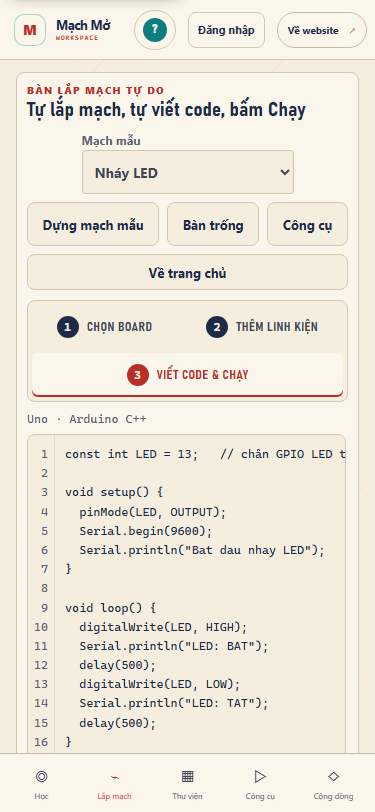 M
Mạch Mở
WORKSPACE
?
Đăng nhập
Về website ↗
BÀN LẮP MẠCH TỰ DO
Tự lắp mạch, tự viết code, bấm Chạy
Mạch mẫu
Nháy LED
Dựng mạch mẫu
Bàn trống
Công cụ
Về trang chủ
1 CHỌN BOARD
2 THÊM LINH KIỆN
3 VIẾT CODE & CHẠY
Uno · Arduino C++
1 const int LED = 13;   // chân GPIO LED t
2
3 void setup() {
4   pinMode(LED, OUTPUT);
5   Serial.begin(9600);
6   Serial.println("Bat dau nhay LED");
7 }
8
9 void loop() {
10   digitalWrite(LED, HIGH);
11   Serial.println("LED: BAT");
12   delay(500);
13   digitalWrite(LED, LOW);
14   Serial.println("LED: TAT");
15   delay(500);
16 }
Học
Lắp mạch
Thư viện
Công cụ
Cộng đồng